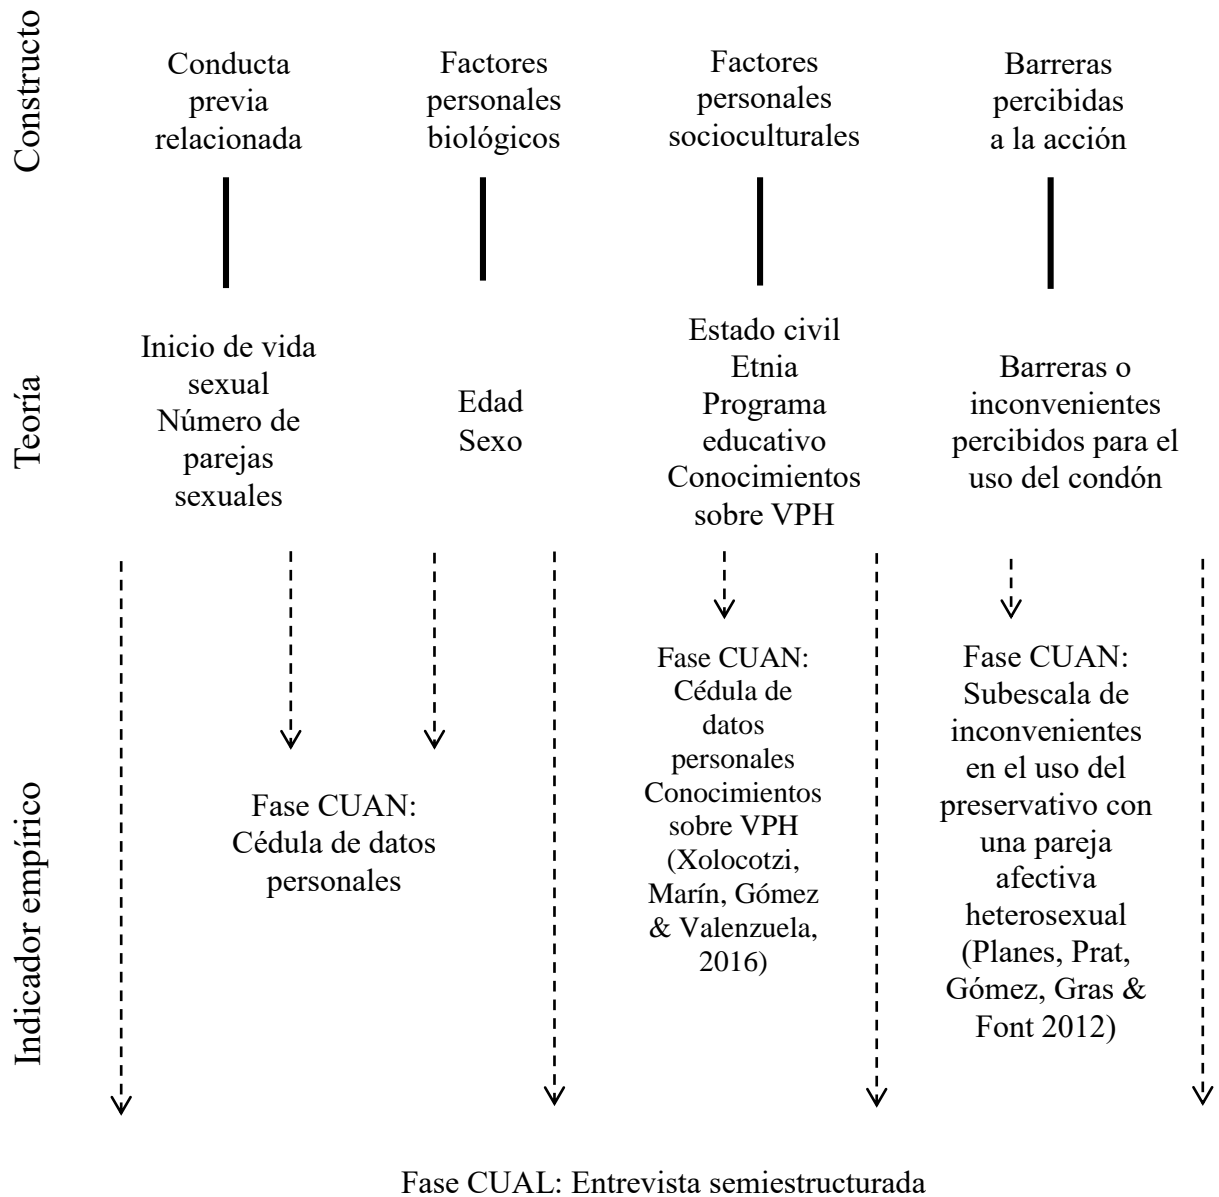 Constructo
Conducta
previa
relacionada
Factores
personales
biológicos
Factores
personales
socioculturales
Barreras
percibidas
a la acción
Teoría
Inicio de vida
sexual
Número de
parejas
sexuales
Edad
Sexo
Estado civil
Etnia
Programa
educativo
Conocimientos
sobre VPH
Barreras o
inconvenientes
percibidos para el
uso del condón
Indicador empírico
Fase CUAN:
Cédula de datos
personales
Fase CUAN:
Cédula de
datos
personales
Conocimientos
sobre VPH
(Xolocotzi,
Marín, Gómez
& Valenzuela,
2016)
Fase CUAN:
Subescala de
inconvenientes
en el uso del
preservativo con
una pareja
afectiva
heterosexual
(Planes, Prat,
Gómez, Gras &
Font 2012)
Fase CUAL: Entrevista semiestructurada